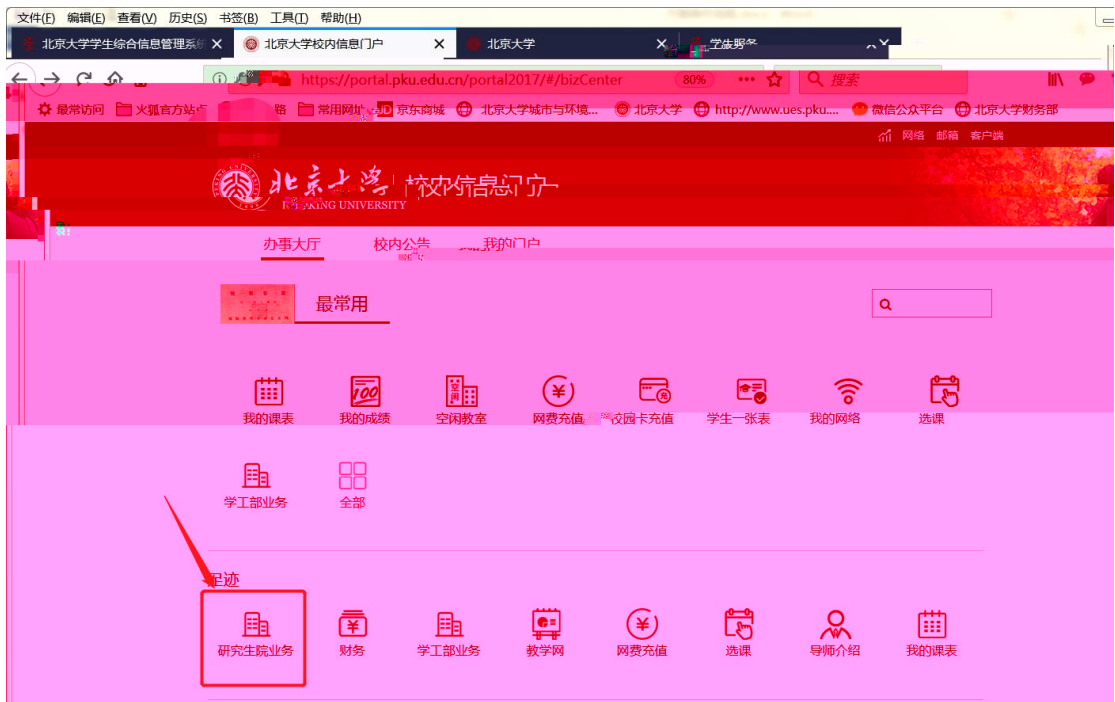 文件(F) 编辑(E) 查看(V) 历史(S) 书签(B) 工具(T) 帮助(H)
北京大学学生综合信息管理系统 × 北京大学校内信息门户 × 北京大学 ×
https://portal.pku.edu.cn/portal2017/#/bizCenter 80% 搜索
最常访问 火狐官方站点 常用网址 JD 京东商城 北京大学城市与环境... 北京大学 http://www.ues.pku.... 微信公众平台 北京大学财务部
网络 邮箱 客户端
北京大学 校内信息门户
PEKING UNIVERSITY
办事大厅 校内公告 我的门户
最常用
我的课表 我的成绩 空闲教室 网费充值 校园卡充值 学生一张表 我的网络 选课
学工部业务 全部
足迹
研究生院业务 财务 学工部业务 教学网 网费充值 选课 导师介绍 我的课表